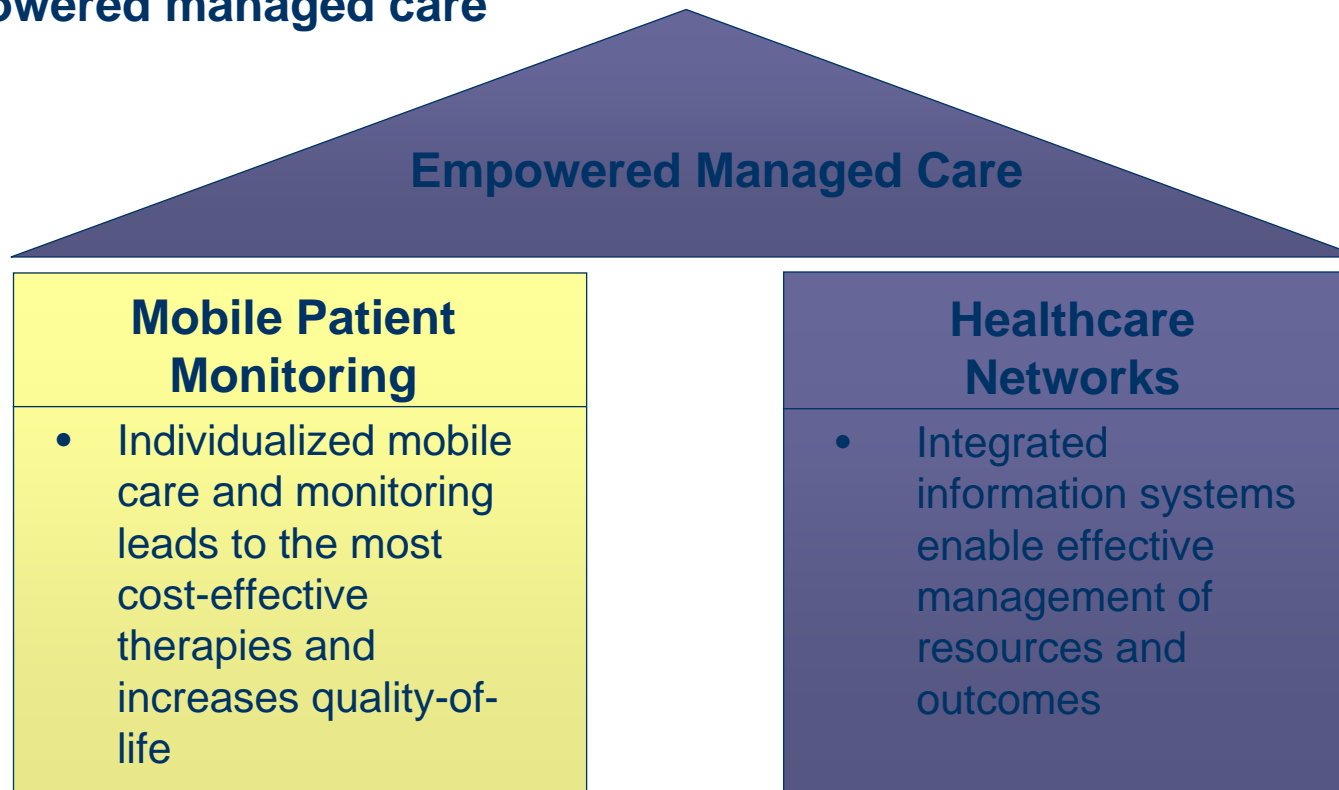 managed care
Empowered Managed Care
Mobile Patient
Monitoring
• Individualized mobile
care and monitoring
leads to the most
cost-effective
therapies and
increases quality-of-
life
Healthcare
Networks
• Integrated
information systems
enable effective
management of
resources and
outcomes